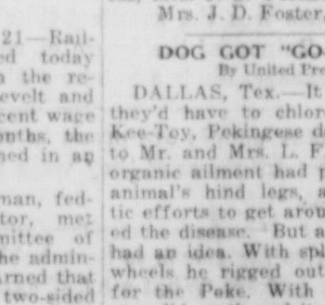 21—Rail-
ed today
n the re-
evelt and
cent wage
onths, the
ned in an
man, fed-
tor, met
mittee of
he admin-
arned that
two-sided
Mrs. J. D. Foster,
DOG GOT "GO
By United Pre
DALLAS, Tex.—It
they'd have to chlor
Kee-Toy, Pekingese d
to Mr. and Mrs. L. F
organic ailment had p
animal's hind legs, a
tic efforts to get arou
ed the disease. But a
had an idea. With spl
wheels he rigged out
for the Peke. With